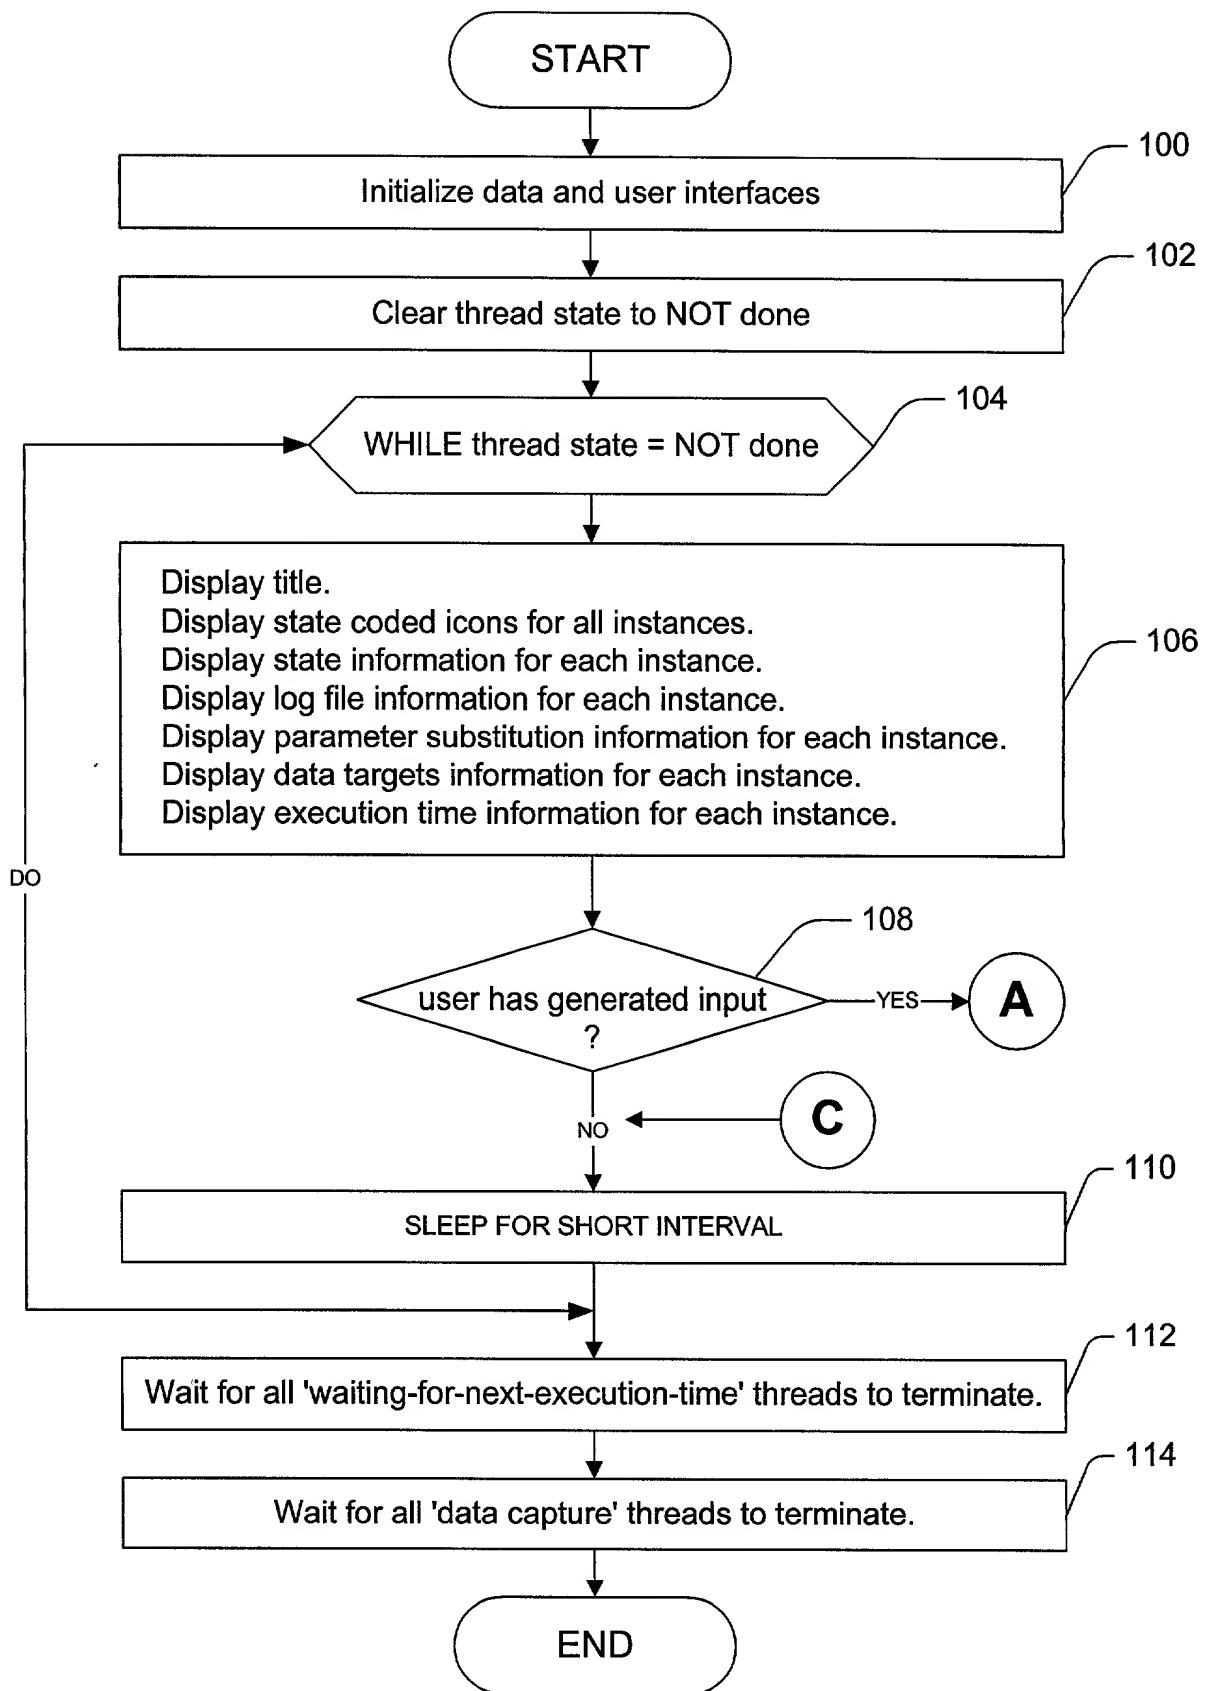 START
100
Initialize data and user interfaces
102
Clear thread state to NOT done
104
WHILE thread state = NOT done
106
Display title.
Display state coded icons for all instances.
Display state information for each instance.
Display log file information for each instance.
Display parameter substitution information for each instance.
Display data targets information for each instance.
Display execution time information for each instance.
DO
108
user has generated input
?
YES
A
C
NO
110
SLEEP FOR SHORT INTERVAL
112
Wait for all 'waiting-for-next-execution-time' threads to terminate.
114
Wait for all 'data capture' threads to terminate.
END